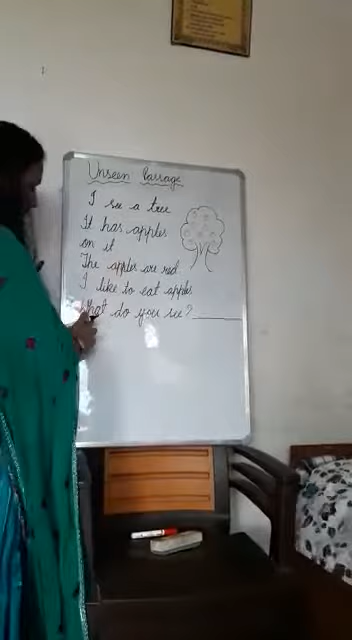 Unseen Passage
I see a tree
It has apples
on it
The apples are red
I like to eat apples
What do you see?